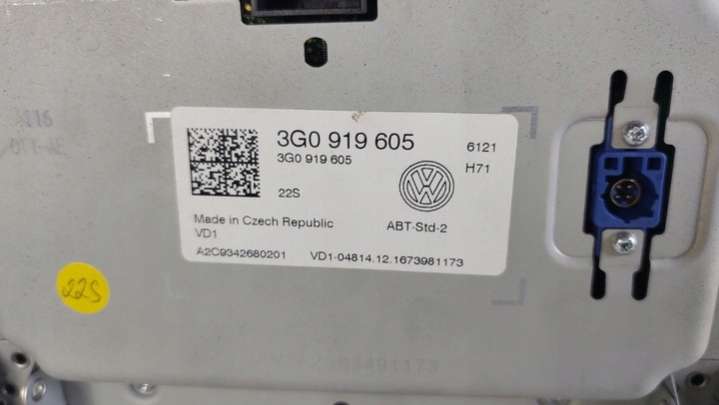 3G0 919 605
3G0 919 605
6121
H71
22S
ABT-Std-2
Made in Czech Republic
VD1
A2C9342680201 VD1-04814.12.1673981173
22S